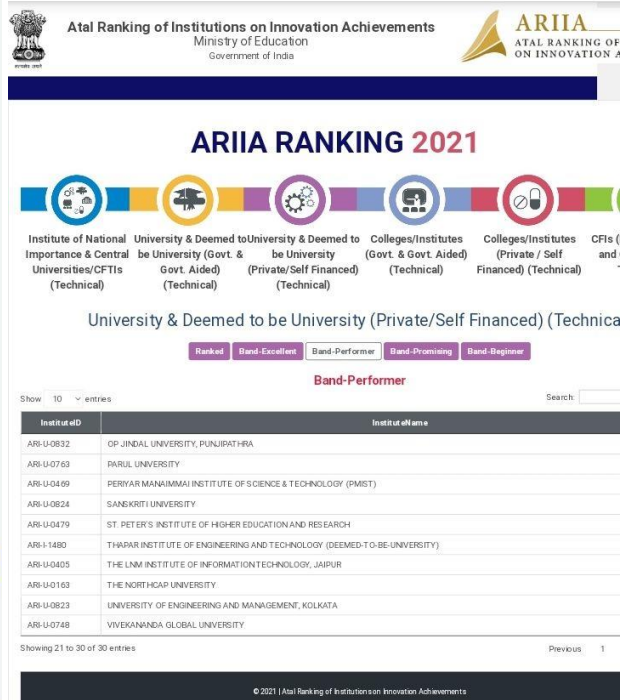 Atal Ranking of Institutions on Innovation Achievements
Ministry of Education
Government of India
ARIIA
ATAL RANKING OF
ON INNOVATION A
ARIIA RANKING 2021
Institute of National
Importance & Central
Universities/CFTIs
(Technical)
University & Deemed to
be University (Govt. &
Govt. Aided)
(Technical)
University & Deemed to
be University
(Private/Self Financed)
(Technical)
Colleges/Institutes
(Govt. & Govt. Aided)
(Technical)
Colleges/Institutes
(Private / Self
Financed) (Technical)
CFIs (
and
University & Deemed to be University (Private/Self Financed) (Technica
Ranked Band-Excellent Band-Performer Band-Promising Band-Beginner
Band-Performer
Show 10 entries Search:
InstituteID InstituteName
ARI-U-0832 OP JINDAL UNIVERSITY, PUNJIPATHRA
ARI-U-0763 PARUL UNIVERSITY
ARI-U-0469 PERIYAR MANAIMMAI INSTITUTE OF SCIENCE & TECHNOLOGY (PMIST)
ARI-U-0824 SANSKRITI UNIVERSITY
ARI-U-0479 ST. PETER'S INSTITUTE OF HIGHER EDUCATION AND RESEARCH
ARI-I-1480 THAPAR INSTITUTE OF ENGINEERING AND TECHNOLOGY (DEEMED-TO-BE-UNIVERSITY)
ARI-U-0405 THE LNM INSTITUTE OF INFORMATION TECHNOLOGY, JAIPUR
ARI-U-0163 THE NORTHCAP UNIVERSITY
ARI-U-0823 UNIVERSITY OF ENGINEERING AND MANAGEMENT, KOLKATA
ARI-U-0748 VIVEKANANDA GLOBAL UNIVERSITY
Showing 21 to 30 of 30 entries Previous 1
© 2021 | Atal Ranking of Institutions on Innovation Achievements